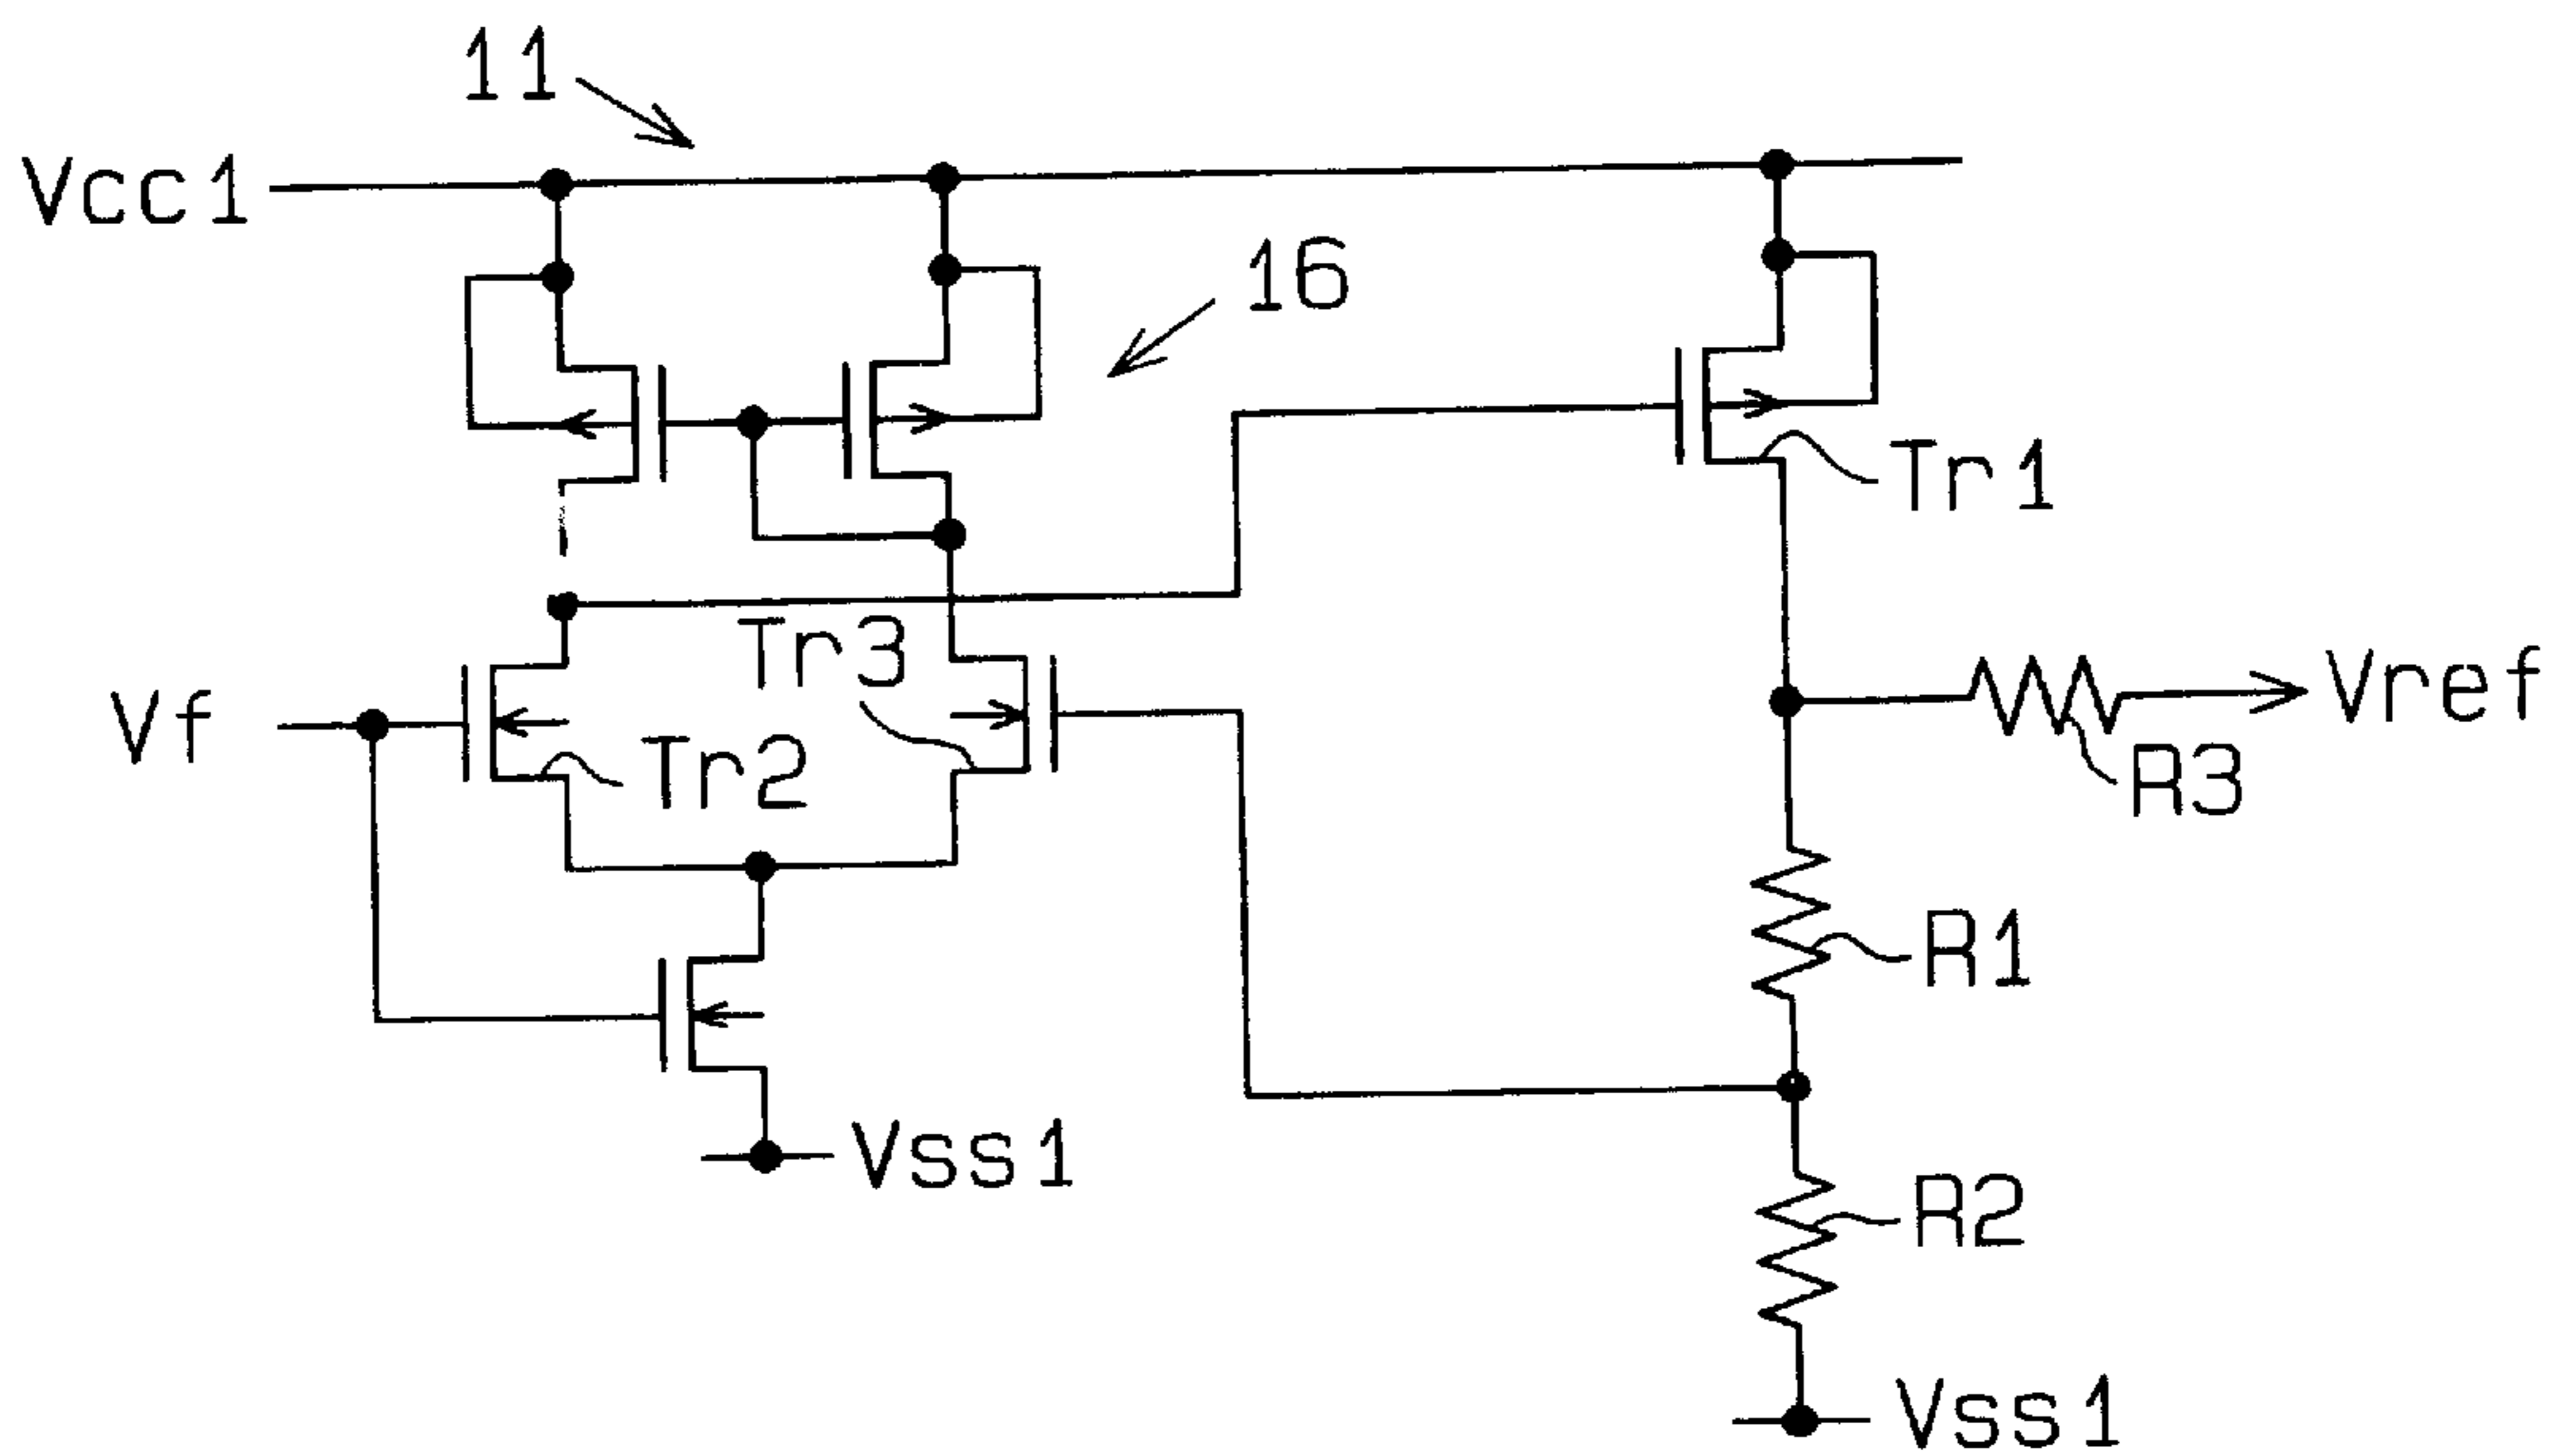 11
Vcc1
16
Tr1
Tr3
Vf
Tr2
Vref
R3
R1
Vss1
R2
Vss1